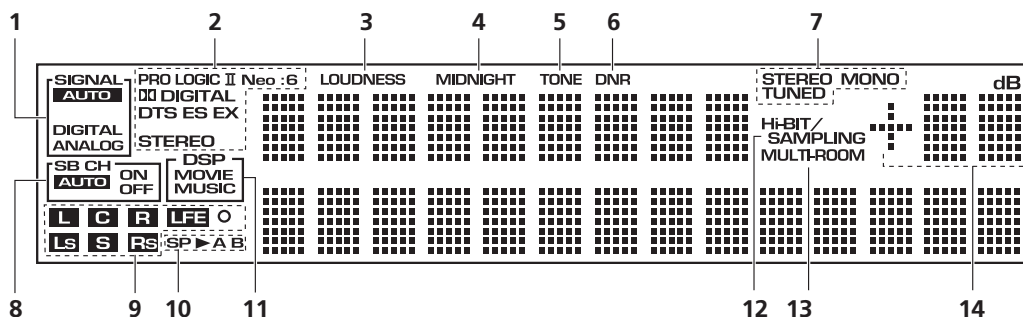 1 2 3 4 5 6 7
SIGNAL
AUTO
DIGITAL
ANALOG
PRO LOGIC II Neo :6
DIGITAL
DTS ES EX
STEREO
LOUDNESS MIDNIGHT TONE DNR
STEREO MONO
TUNED
dB
Hi-BIT/
SAMPLING
MULTI-ROOM
SB CH
AUTO ON
OFF
DSP
MOVIE
MUSIC
L C R LFE
Ls S Rs SP ▶ A B
8 9 10 11 12 13 14